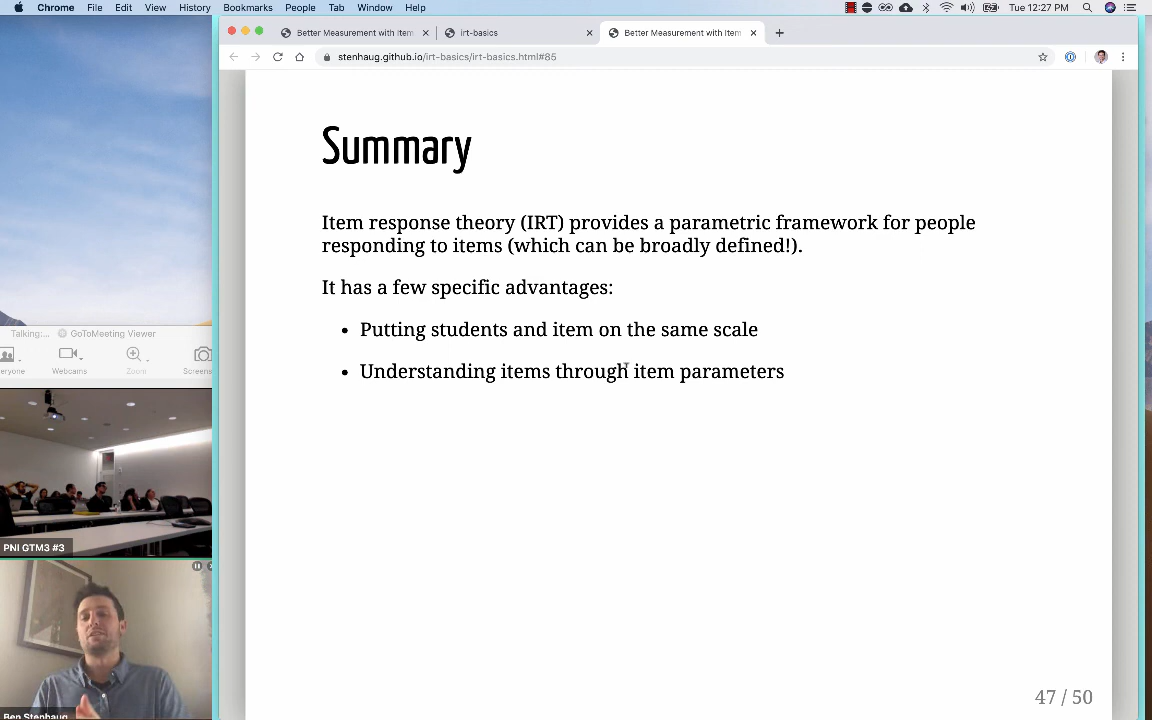 Chrome File Edit View History Bookmarks People Tab Window Help
Tue 12:27 PM
Better Measurement with Item
irt-basics
Better Measurement with Item
stenhaug.github.io/irt-basics/irt-basics.html#85
Summary
Item response theory (IRT) provides a parametric framework for people
responding to items (which can be broadly defined!).
It has a few specific advantages:
• Putting students and item on the same scale
• Understanding items through item parameters
47 / 50
Talking:... GoToMeeting Viewer
eryone Webcams Zoom Screens
PNI GTM3 #3
Ben Stenhaug